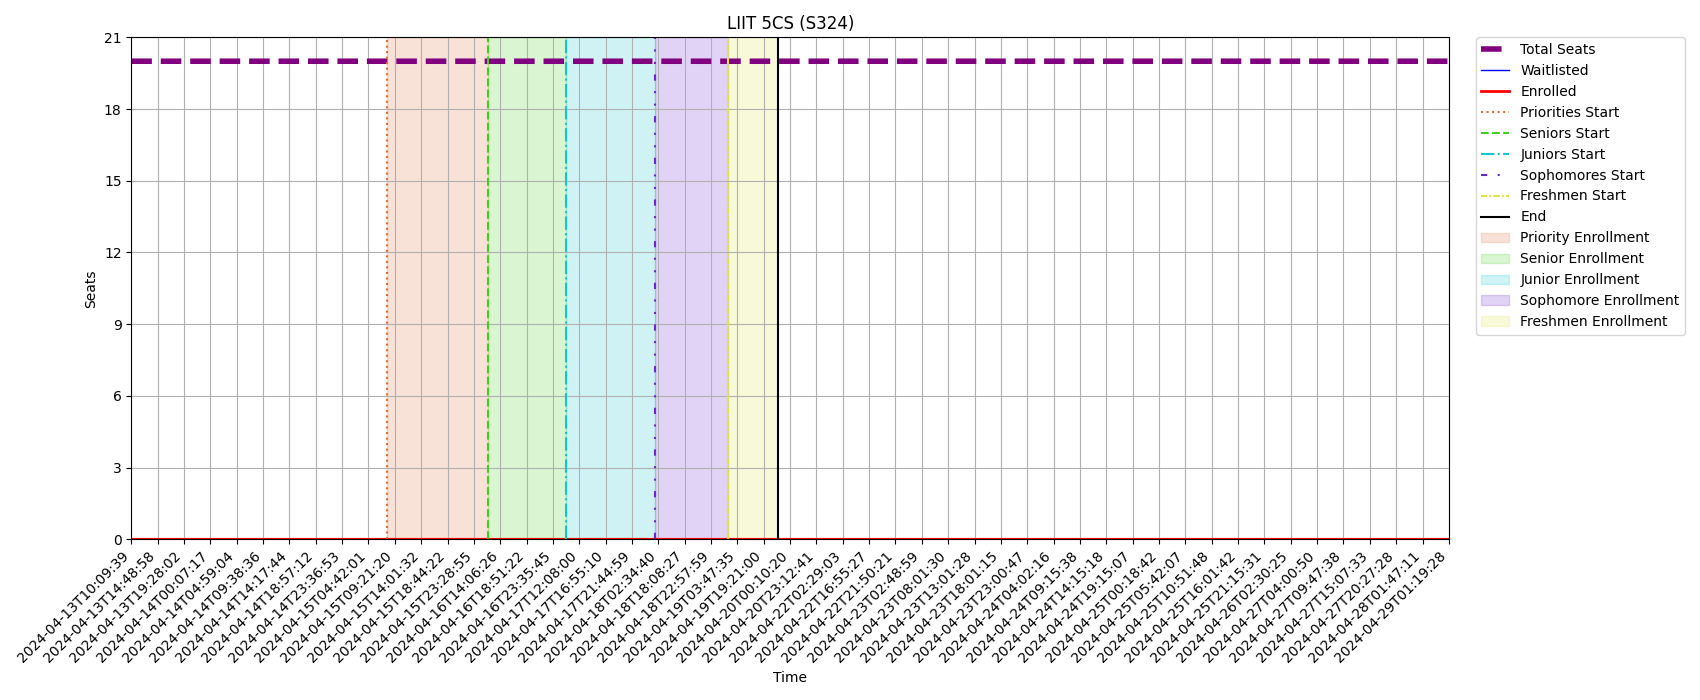 LIIT 5CS (S324)
21
18
15
12
9
6
3
0
Seats
2024-04-13T10:09:39
2024-04-13T14:48:58
2024-04-13T19:28:02
2024-04-14T00:07:17
2024-04-14T04:59:04
2024-04-14T09:38:36
2024-04-14T14:17:44
2024-04-14T18:57:12
2024-04-14T23:36:53
2024-04-15T04:42:01
2024-04-15T09:21:20
2024-04-15T14:01:32
2024-04-15T18:44:22
2024-04-15T23:28:55
2024-04-16T14:06:26
2024-04-16T18:51:22
2024-04-16T23:35:45
2024-04-17T12:08:00
2024-04-17T16:55:10
2024-04-17T21:44:59
2024-04-18T02:34:40
2024-04-18T18:08:27
2024-04-18T22:57:59
2024-04-19T03:47:35
2024-04-19T19:21:00
2024-04-20T00:10:20
2024-04-20T23:12:41
2024-04-22T02:29:03
2024-04-22T16:55:27
2024-04-22T21:50:21
2024-04-23T02:48:59
2024-04-23T08:01:30
2024-04-23T13:01:28
2024-04-23T18:01:15
2024-04-23T23:00:47
2024-04-24T04:02:16
2024-04-24T09:15:38
2024-04-24T14:15:18
2024-04-24T19:15:07
2024-04-25T00:18:42
2024-04-25T05:42:07
2024-04-25T10:51:48
2024-04-25T16:01:42
2024-04-25T21:15:31
2024-04-26T02:30:25
2024-04-27T04:00:50
2024-04-27T09:47:38
2024-04-27T15:07:33
2024-04-27T20:27:28
2024-04-28T01:47:11
2024-04-29T01:19:28
Time
Total Seats
Waitlisted
Enrolled
Priorities Start
Seniors Start
Juniors Start
Sophomores Start
Freshmen Start
End
Priority Enrollment
Senior Enrollment
Junior Enrollment
Sophomore Enrollment
Freshmen Enrollment